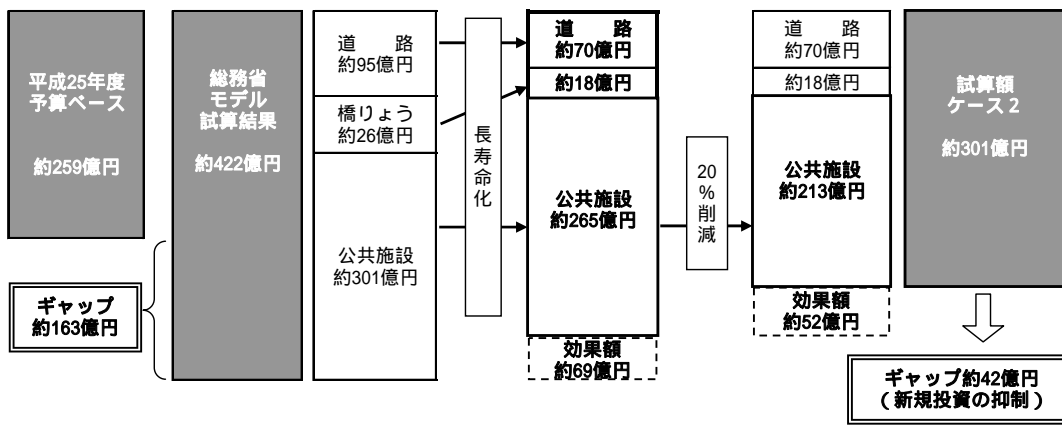 平成25年度
予算ベース
約259億円
ギャップ
約163億円
総務省
モデル
試算結果
約422億円
道　　路
約95億円
橋りょう
約26億円
公共施設
約301億円
長寿命化
道　　路
約70億円
約18億円
公共施設
約265億円
効果額
約69億円
20%削減
道　　路
約70億円
約18億円
公共施設
約213億円
効果額
約52億円
試算額
ケース2
約301億円
ギャップ約42億円
(新規投資の抑制)